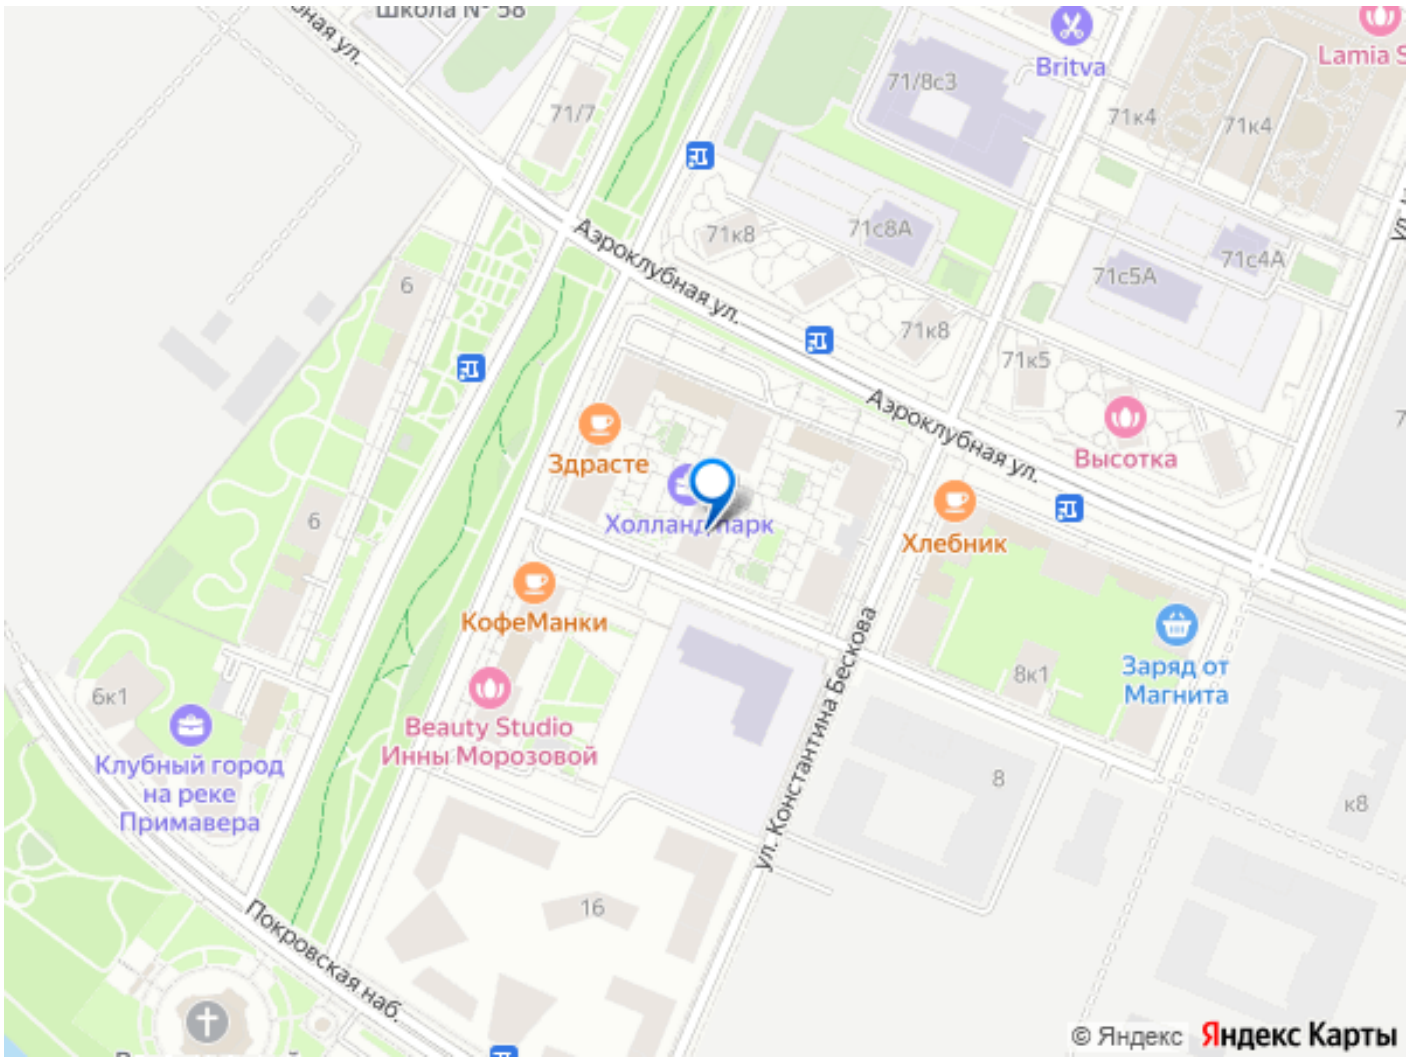 Школа № 58
ная ул.
71/7
71/8с3
Britva
Lamia S
71к4
71к4
71к8
71с8А
71с4А
71с5А
Аэроклубная ул.
6
71к8
71к5
Аэроклубная ул.
Высотка
Здрасте
Холланд парк
Хлебник
6
КофеМанки
ул. Константина Бескова
8к1
Заряд от
Магнита
6к1
Beauty Studio
Инны Морозовой
Клубный город
на реке
Примавера
8
к8
16
Покровская наб.
© Яндекс Яндекс Карты